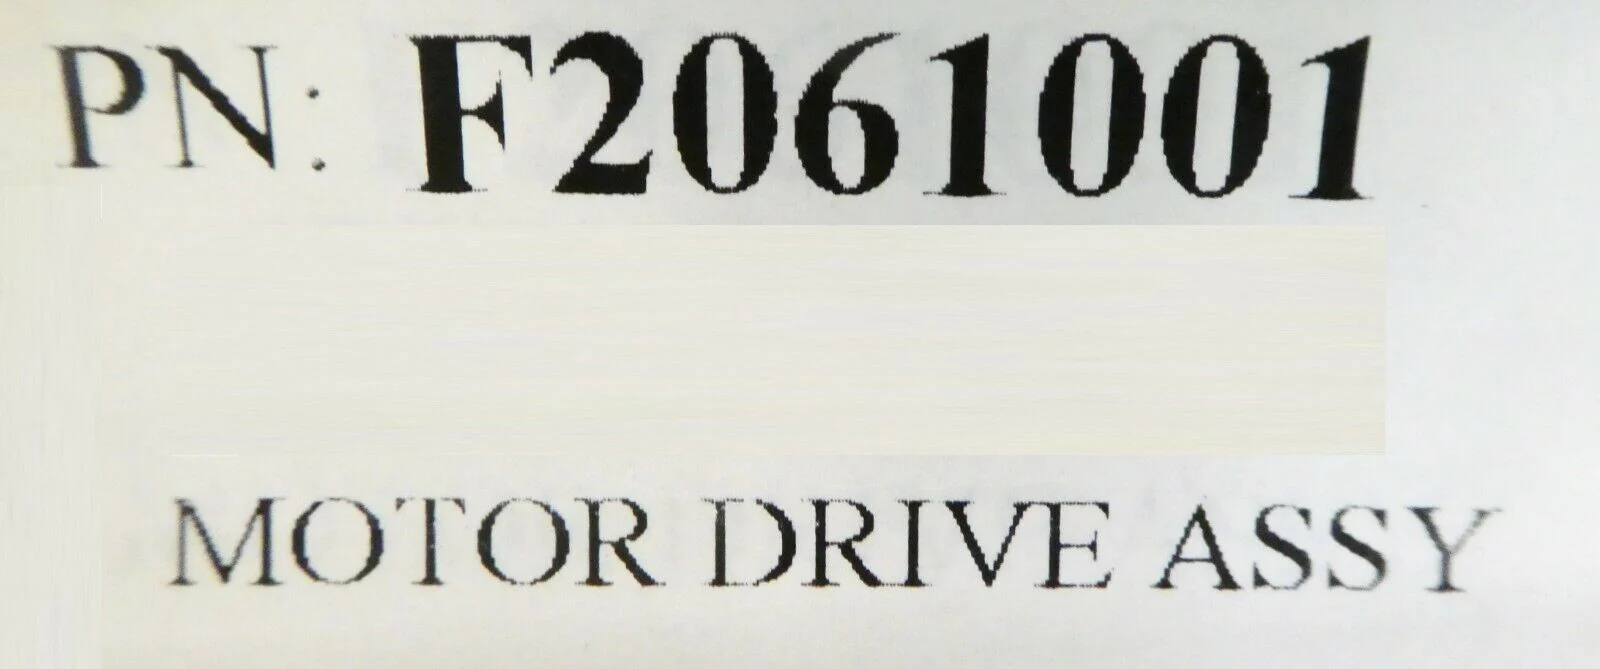 PN: F2061001
MOTOR DRIVE ASSY